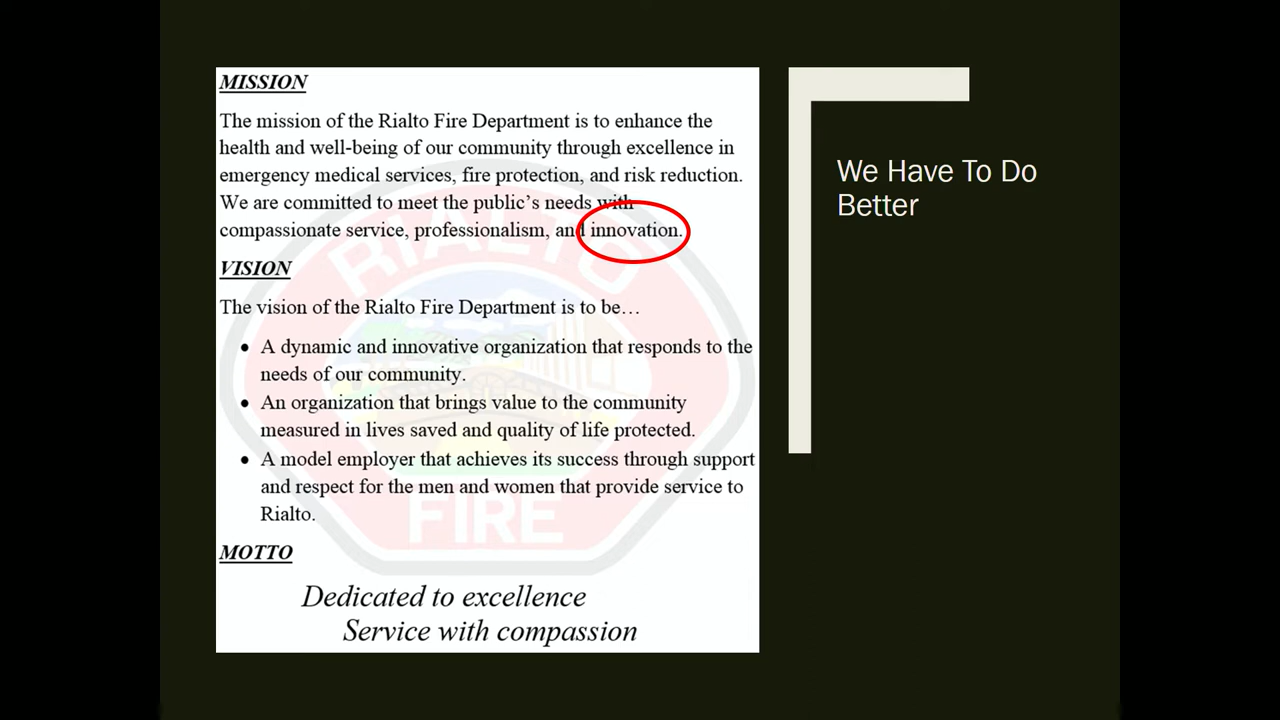 MISSION
The mission of the Rialto Fire Department is to enhance the
health and well-being of our community through excellence in
emergency medical services, fire protection, and risk reduction.
We are committed to meet the public's needs with
compassionate service, professionalism, and innovation.
VISION
The vision of the Rialto Fire Department is to be…
• A dynamic and innovative organization that responds to the
needs of our community.
• An organization that brings value to the community
measured in lives saved and quality of life protected.
• A model employer that achieves its success through support
and respect for the men and women that provide service to
Rialto.
MOTTO
Dedicated to excellence
Service with compassion
RIALTO
FIRE
We Have To Do
Better